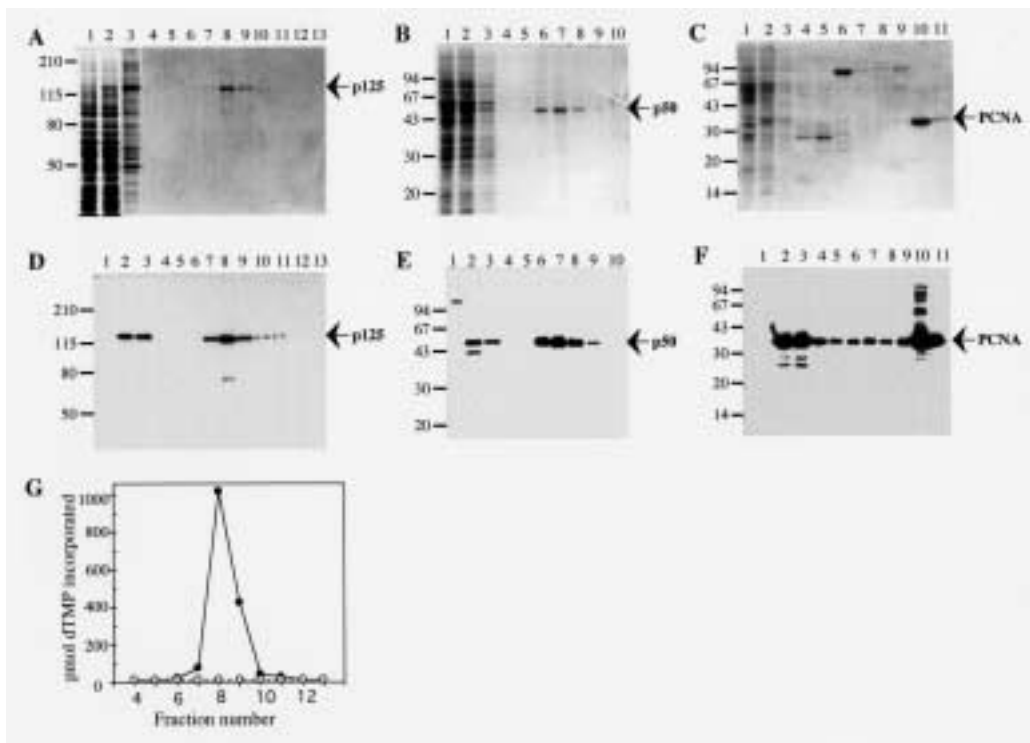 A
1 2 3 4 5 6 7 8 9 10 11 12 13
210
115
80
50
p125
B
1 2 3 4 5 6 7 8 9 10
94
67
43
30
20
p50
C
1 2 3 4 5 6 7 8 9 10 11
94
67
43
30
20
14
PCNA
D
1 2 3 4 5 6 7 8 9 10 11 12 13
210
115
80
50
p125
E
1 2 3 4 5 6 7 8 9 10
94
67
43
30
20
p50
F
1 2 3 4 5 6 7 8 9 10 11
94
67
43
30
20
14
PCNA
G
pmol dTMP incorporated
1000
800
600
400
200
0
4 6 8 10 12
Fraction number